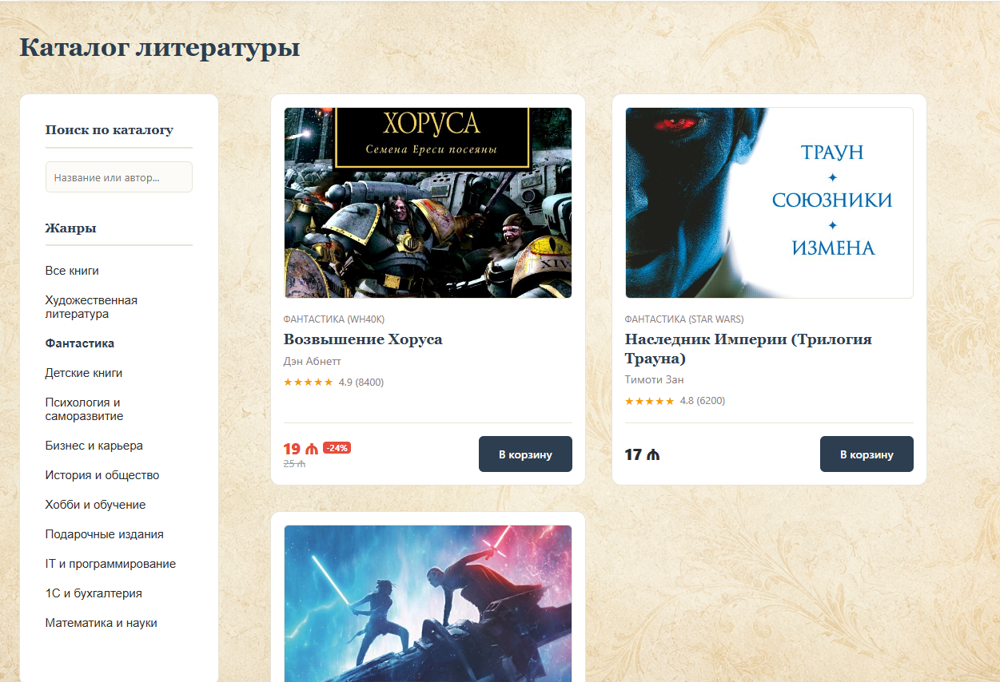 Каталог литературы
Поиск по каталогу
Название или автор...
Жанры
Все книги
Художественная
литература
Фантастика
Детские книги
Психология и
саморазвитие
Бизнес и карьера
История и общество
Хобби и обучение
Подарочные издания
IT и программирование
1С и бухгалтерия
Математика и науки
ХОРУСА
Семена Ереси посеяны
XIV
ФАНТАСТИКА (WH40K)
Возвышение Хоруса
Дэн Абнетт
★★★★★ 4.9 (8400)
19 ₼ -24%
25 ₼
В корзину
ТРАУН
✦
СОЮЗНИКИ
✦
ИЗМЕНА
ФАНТАСТИКА (STAR WARS)
Наследник Империи (Трилогия
Трауна)
Тимоти Зан
★★★★★ 4.8 (6200)
17 ₼
В корзину